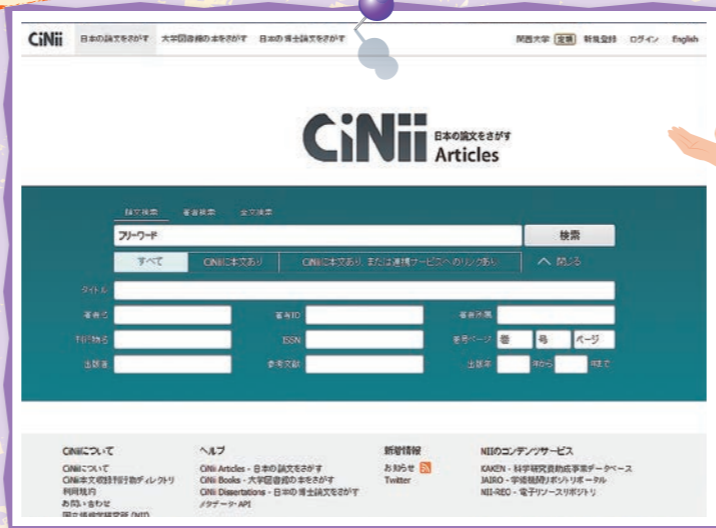 CiNii 日本の論文をさがす 大学図書館の本をさがす 日本の博士論文をさがす 関西大学 定額 新規登録 ログイン English
CiNii 日本の論文をさがす
Articles
論文検索 著者検索 全文検索
フリーワード 検索
すべて CiNiiに本文あり CiNiiに本文あり、または連携サービスへのリンクあり 閉じる
タイトル
著者名 著者ID 著者所属
刊行物名 ISSN 巻号ページ 巻 号 ページ
出版者 参考文献 出版年 年から 年まで
CiNiiについて ヘルプ 新着情報 NIIのコンテンツサービス
CiNiiについて CiNii Articles - 日本の論文をさがす お知らせ KAKEN - 科学研究費助成事業データベース
CiNii本文収録刊行物ディレクトリ CiNii Books - 大学図書館の本をさがす Twitter JAIRO - 学術機関リポジトリポータル
利用規約 CiNii Dissertations - 日本の博士論文をさがす NII-REO - 電子リソースリポジトリ
お問い合わせ メタデータ・API
国立情報学研究所 (NII)